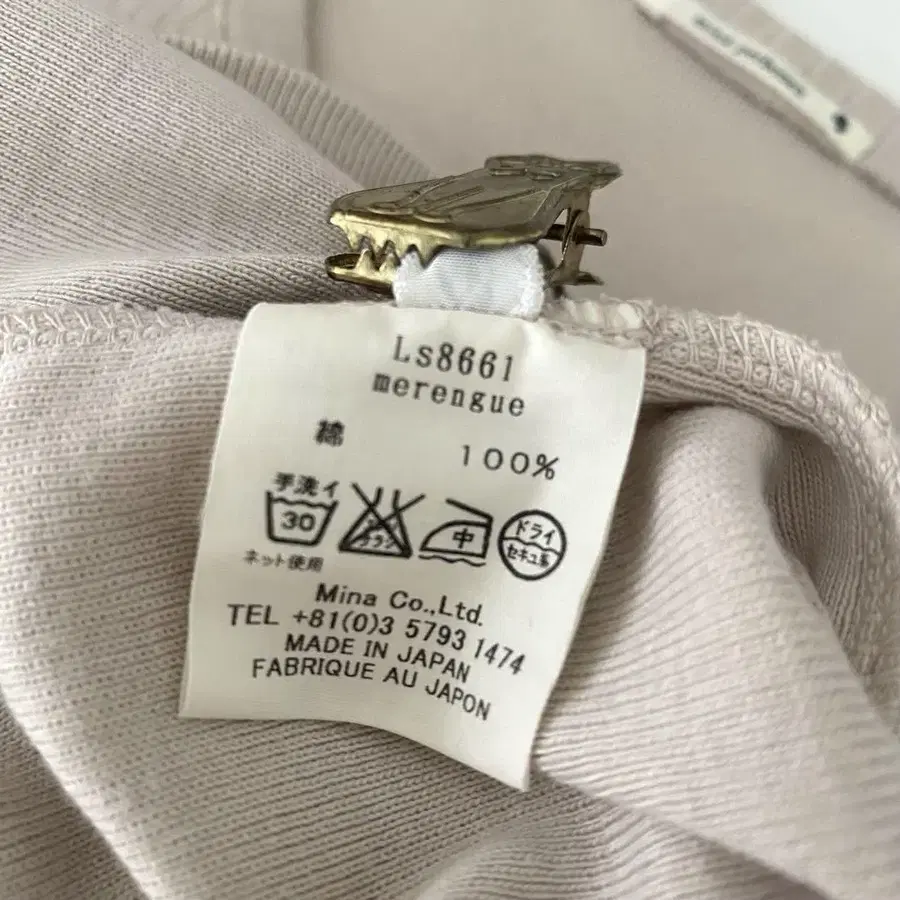 Ls8661
merengue
綿 100%
手洗イ
30
中
ドライ
セキユ系
ネット使用
Mina Co.,Ltd.
TEL +81(0)3 5793 1474
MADE IN JAPAN
FABRIQUE AU JAPON